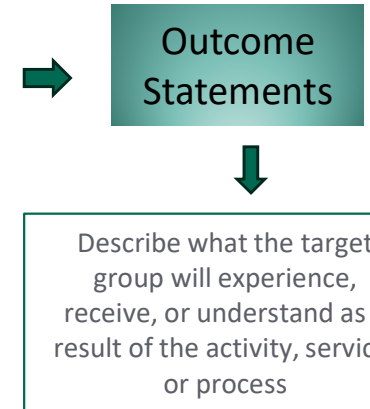 Outcome
Statements
Describe what the target
group will experience,
receive, or understand as
result of the activity, servic
or process